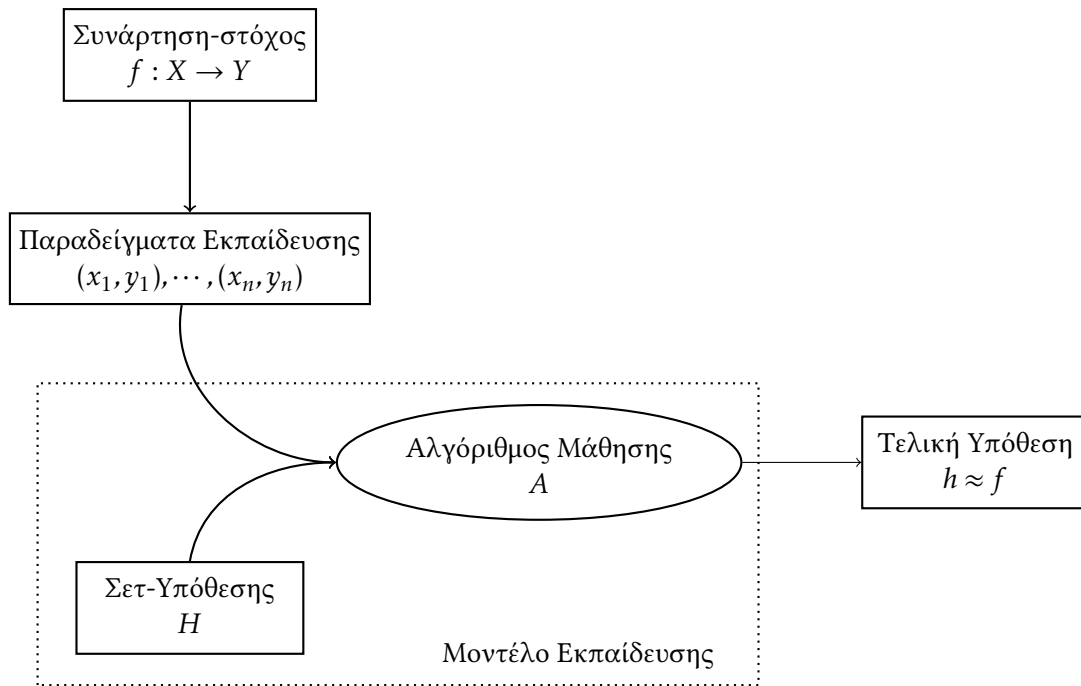 Συνάρτηση-στόχος
f : X → Y
Παραδείγματα Εκπαίδευσης
(x₁, y₁), ⋯ , (xₙ, yₙ)
Αλγόριθμος Μάθησης
A
Τελική Υπόθεση
h ≈ f
Σετ-Υπόθεσης
H
Μοντέλο Εκπαίδευσης